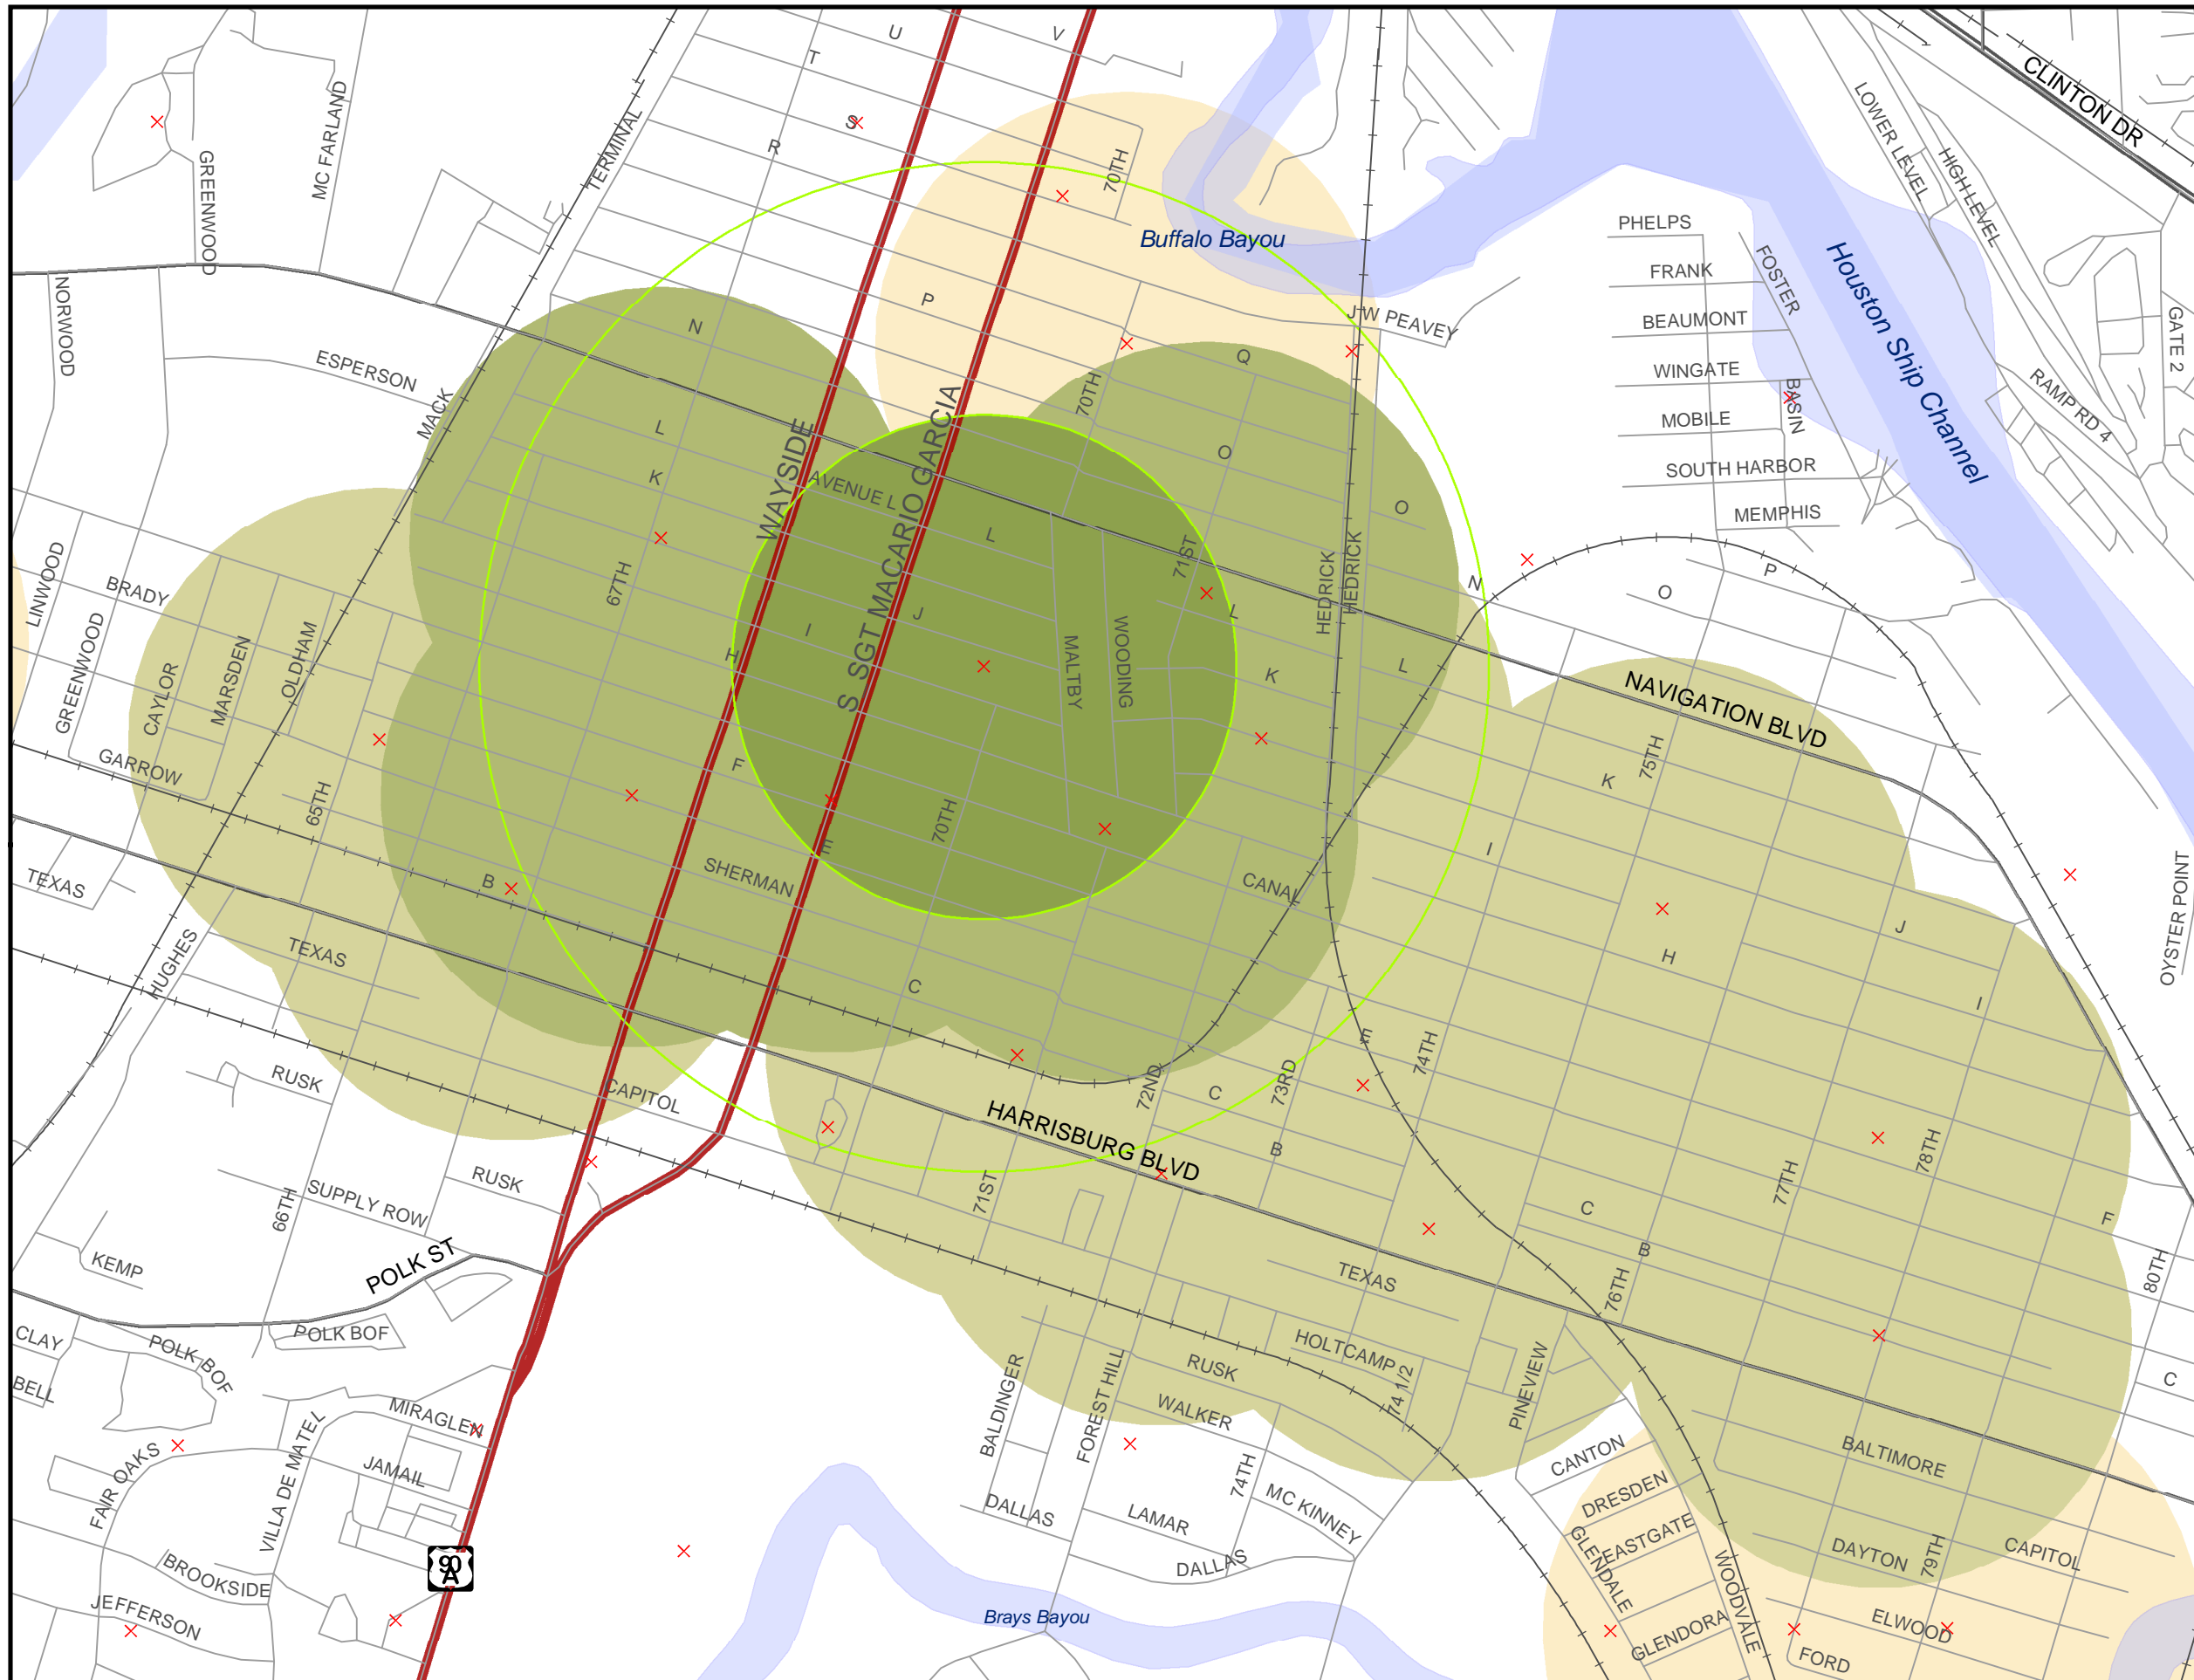 U
V
T
CLINTON DR
S
R
MC FARLAND
GREENWOOD
TERMINAL
70TH
LOWER LEVEL
HIGH LEVEL
PHELPS
Buffalo Bayou
FRANK
FOSTER
Houston Ship Channel
NORWOOD
P
N
J W PEAVEY
BEAUMONT
GATE 2
ESPERSON
Q
WINGATE
BASIN
RAMP RD 4
MACK
70TH
MOBILE
L
O
K
WAYSIDE
AVENUE L
S SGT MACARIO GARCIA
SOUTH HARBOR
O
MEMPHIS
L
71ST
HEDRICK
HEDRICK
LINWOOD
BRADY
67TH
N
P
O
GREENWOOD
J
L
I
WOODING
MALTBY
CAYLOR
MARSDEN
OLDHAM
H
K
L
NAVIGATION BLVD
GARROW
F
75TH
K
65TH
70TH
E
I
TEXAS
B
SHERMAN
CANAL
OYSTER POINT
HUGHES
TEXAS
C
J
H
I
E
74TH
RUSK
CAPITOL
72ND
C
73RD
HARRISBURG BLVD
B
78TH
77TH
66TH
SUPPLY ROW
RUSK
71ST
C
F
POLK ST
KEMP
B
TEXAS
76TH
80TH
CLAY
POLK BOF
POLK BOF
HOLTCAMP
RUSK
74 1/2
PINEVIEW
C
BELL
BALDINGER
FOREST HILL
WALKER
MIRAGLEN
VILLA DE MATEL
FAIR OAKS
JAMAIL
74TH
MC KINNEY
CANTON
BALTIMORE
DRESDEN
DALLAS
LAMAR
EASTGATE
GLENDALE
DALLAS
DAYTON
79TH
CAPITOL
90
A
BROOKSIDE
WOODVALE
JEFFERSON
Brays Bayou
GLENDORA
ELWOOD
FORD